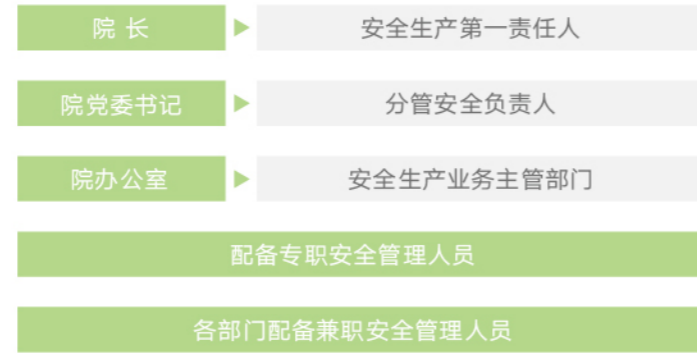 院 长 安全生产第一责任人
院党委书记 分管安全负责人
院办公室 安全生产业务主管部门
配备专职安全管理人员
各部门配备兼职安全管理人员